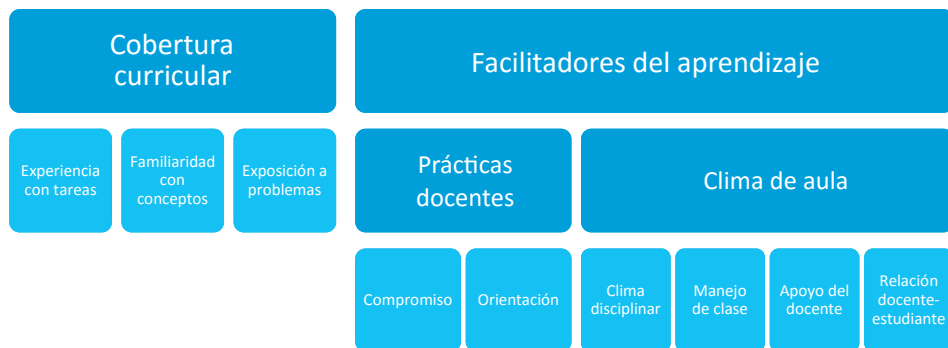 Cobertura
curricular
Facilitadores del aprendizaje
Experiencia
con tareas
Familiaridad
con
conceptos
Exposición a
problemas
Prácticas
docentes
Clima de aula
Compromiso
Orientación
Clima
disciplinar
Manejo
de clase
Apoyo del
docente
Relación
docente-
estudiante